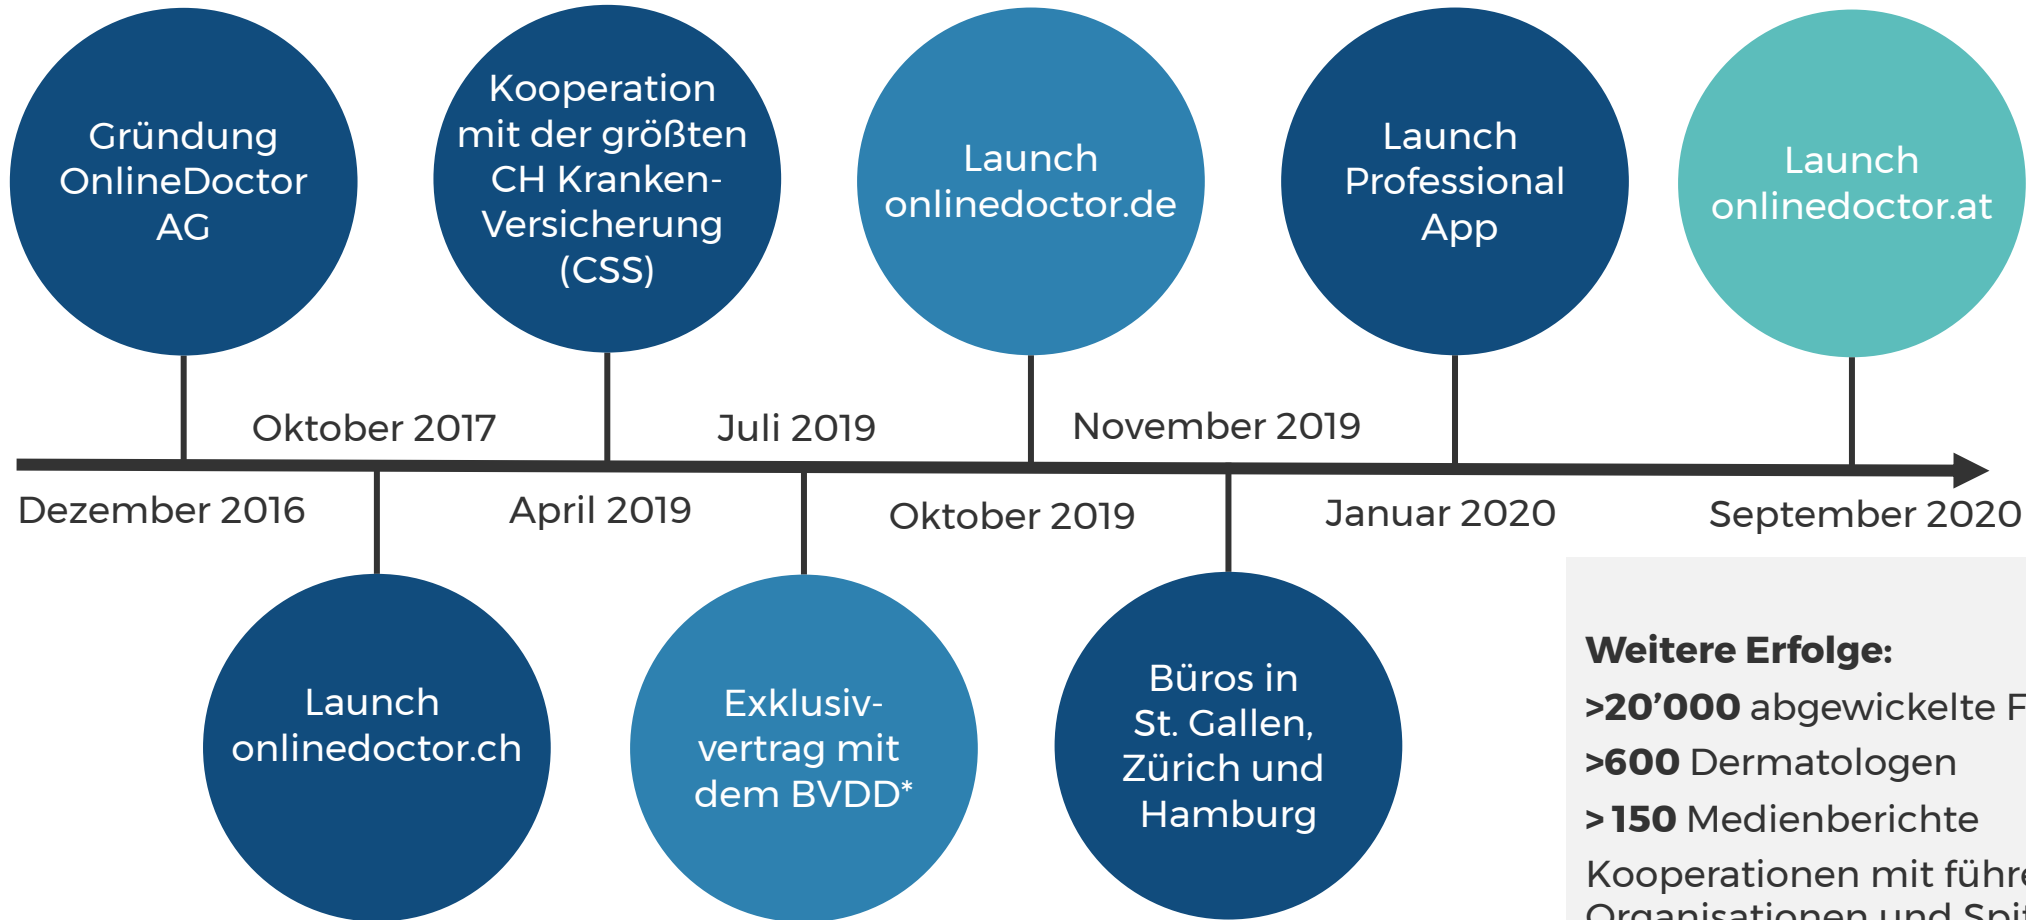 Gründung
OnlineDoctor
AG
Kooperation
mit der größten
CH Kranken-
Versicherung
(CSS)
Launch
onlinedoctor.de
Launch
Professional
App
Launch
onlinedoctor.at
Oktober 2017
Juli 2019
November 2019
Dezember 2016
April 2019
Oktober 2019
Januar 2020
September 2020
Launch
onlinedoctor.ch
Exklusiv-
vertrag mit
dem BVDD*
Büros in
St. Gallen,
Zürich und
Hamburg
Weitere Erfolge:
>20’000 abgewickelte
>600 Dermatologen
> 150 Medienberichte
Kooperationen mit
Organisationen und